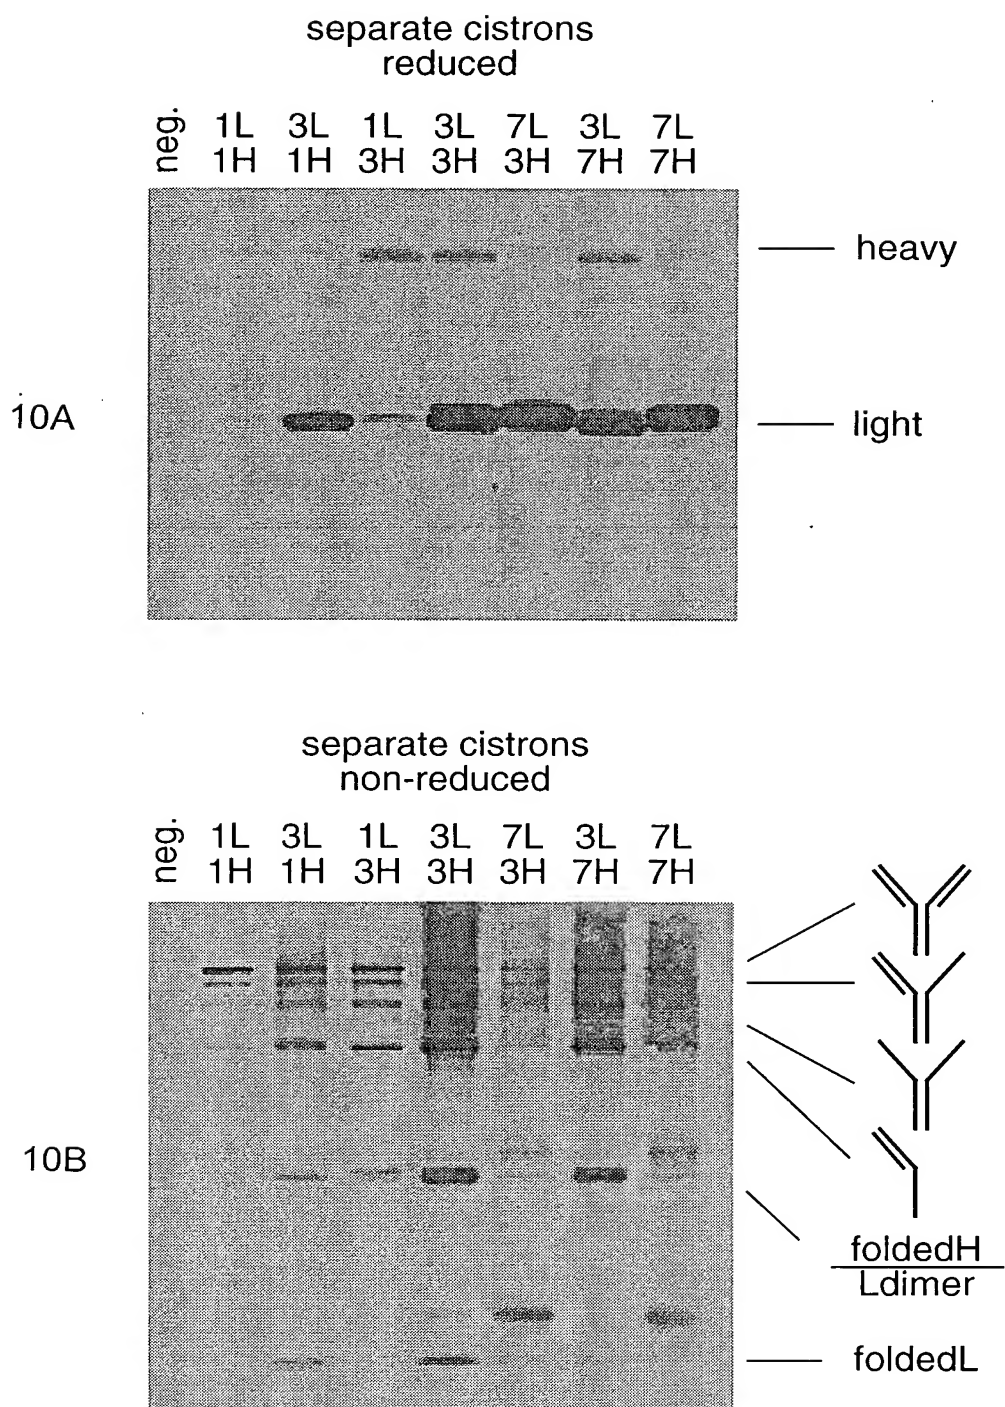 separate cistrons
reduced
neg. 1L 3L 1L 3L 7L 3L 7L
1H 1H 3H 3H 3H 7H 7H
heavy
10A
light
separate cistrons
non-reduced
neg. 1L 3L 1L 3L 7L 3L 7L
1H 1H 3H 3H 3H 7H 7H
10B
foldedH
Ldimer
foldedL